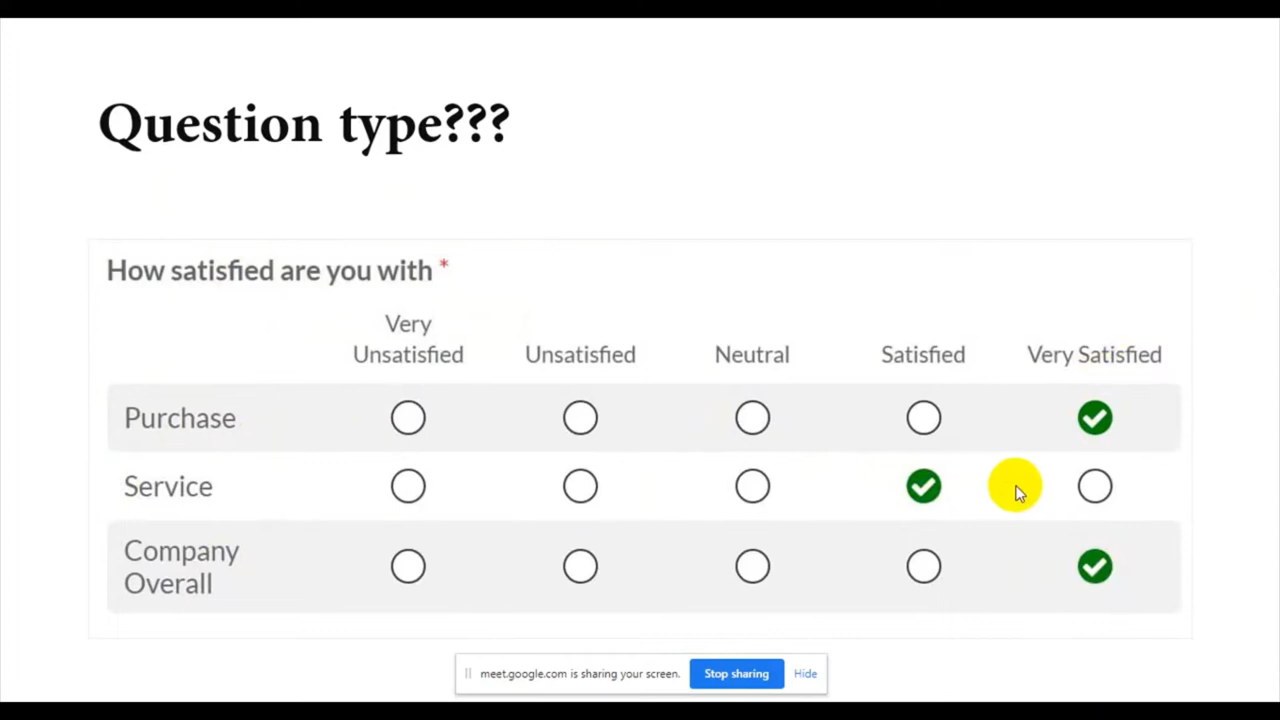 Question type???
How satisfied are you with *
Very
Unsatisfied
Unsatisfied
Neutral
Satisfied
Very Satisfied
Purchase
Service
Company
Overall
meet.google.com is sharing your screen.
Stop sharing
Hide